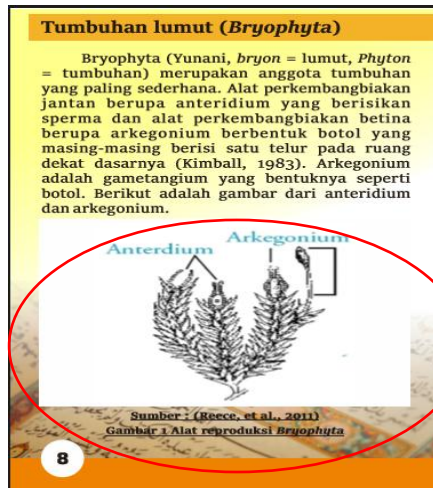 Tumbuhan lumut (Bryophyta)
Bryophyta (Yunani, bryon = lumut, Phyton
= tumbuhan) merupakan anggota tumbuhan
yang paling sederhana. Alat perkembangbiakan
jantan berupa anteridium yang berisikan
sperma dan alat perkembangbiakan betina
berupa arkegonium berbentuk botol yang
masing-masing berisi satu telur pada ruang
dekat dasarnya (Kimball, 1983). Arkegonium
adalah gametangium yang bentuknya seperti
botol. Berikut adalah gambar dari anteridium
dan arkegonium.
Anterdium
Arkegonium
Sumber : (Reece, et al., 2011)
Gambar 1 Alat reproduksi Bryophyta
8